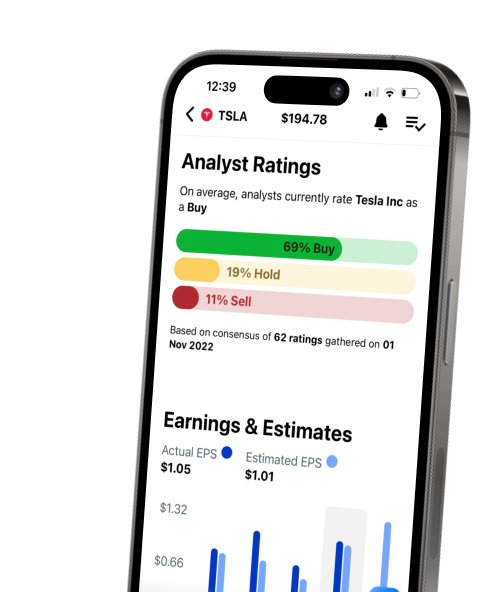 12:39
TSLA $194.78
Analyst Ratings
On average, analysts currently rate Tesla Inc as
a Buy
69% Buy
19% Hold
11% Sell
Based on consensus of 62 ratings gathered on 01
Nov 2022
Earnings & Estimates
Actual EPS Estimated EPS
$1.05 $1.01
$1.32
$0.66